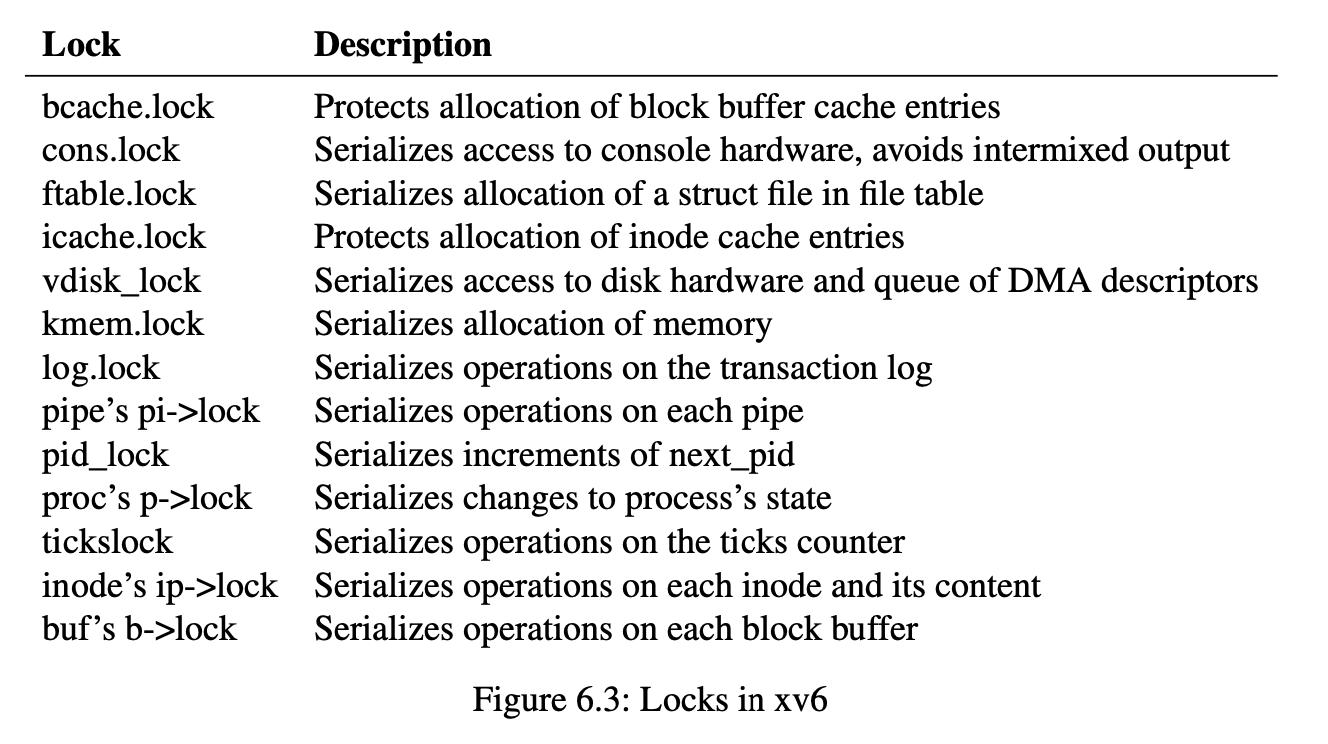 Lock Description
bcache.lock Protects allocation of block buffer cache entries
cons.lock Serializes access to console hardware, avoids intermixed output
ftable.lock Serializes allocation of a struct file in file table
icache.lock Protects allocation of inode cache entries
vdisk_lock Serializes access to disk hardware and queue of DMA descriptors
kmem.lock Serializes allocation of memory
log.lock Serializes operations on the transaction log
pipe’s pi->lock Serializes operations on each pipe
pid_lock Serializes increments of next_pid
proc’s p->lock Serializes changes to process’s state
tickslock Serializes operations on the ticks counter
inode’s ip->lock Serializes operations on each inode and its content
buf’s b->lock Serializes operations on each block buffer
Figure 6.3: Locks in xv6